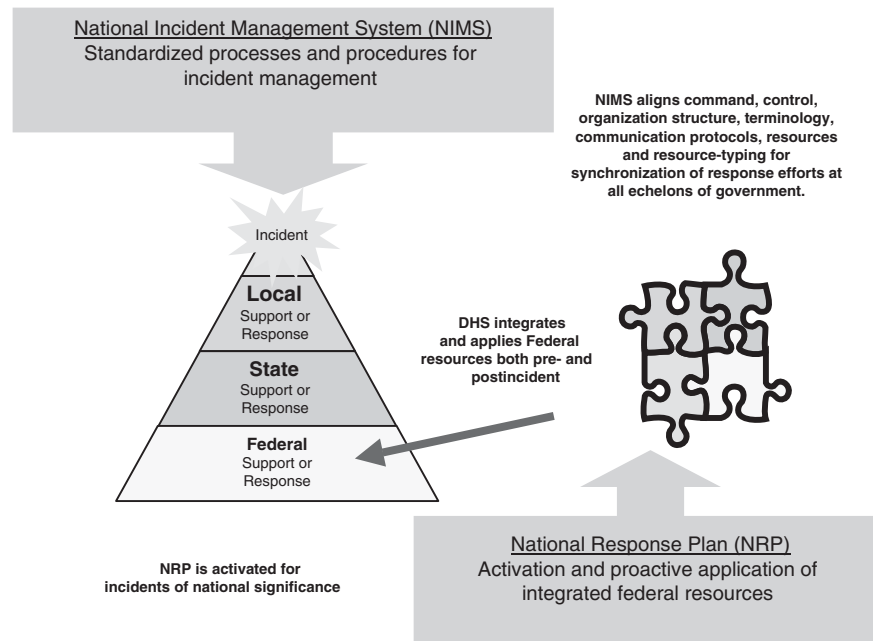 National Incident Management System (NIMS)
Standardized processes and procedures for
incident management
NIMS aligns command, control,
organization structure, terminology,
communication protocols, resources
and resource-typing for
synchronization of response efforts at
all echelons of government.
Incident
Local
Support or
Response
State
Support or
Response
Federal
Support or
Response
DHS integrates
and applies Federal
resources both pre- and
postincident
NRP is activated for
incidents of national significance
National Response Plan (NRP)
Activation and proactive application of
integrated federal resources